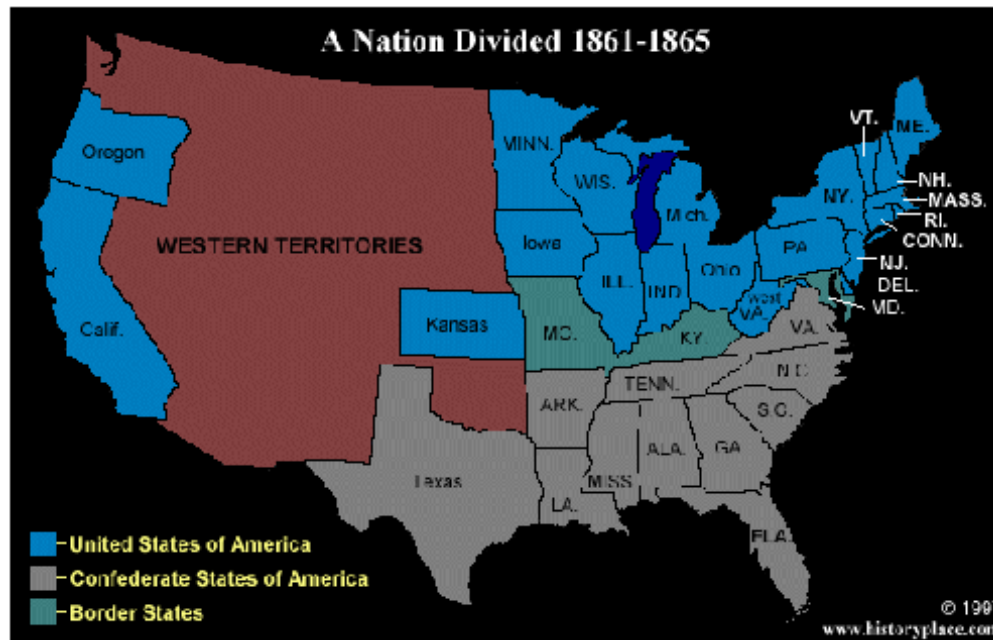 A Nation Divided 1861-1865
VT.
ME.
MINN.
Oregon
WIS.
NH.
NY.
MASS.
Mich.
RI.
WESTERN TERRITORIES
Iowa
PA
CONN.
Ohio
NJ.
ILL.
IND
DEL.
West
VA.
MD.
Calif.
Kansas
MO.
KY.
VA.
N.C
TENN.
ARK.
S.C.
ALA.
GA
Texas
MISS
LA.
FLA.
United States of America
Confederate States of America
Border States
© 199
www.historyplace.com